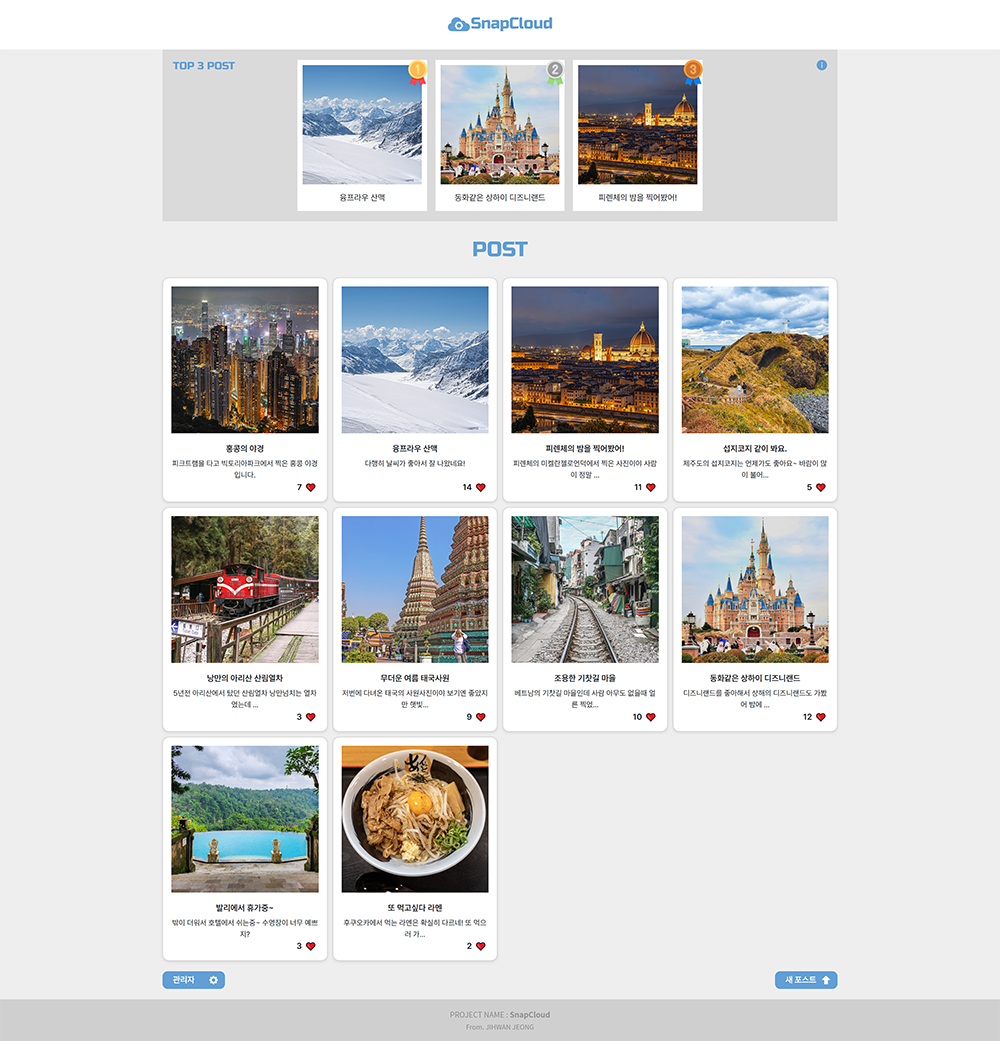 SnapCloud
TOP 3 POST
1
2
3
i
융프라우 산맥
동화같은 상하이 디즈니랜드
피렌체의 밤을 찍어봤어!
POST
홍콩의 야경
피크트램을 타고 빅토리아파크에서 찍은 홍콩 야경
입니다.
7
융프라우 산맥
다행히 날씨가 좋아서 잘 나왔네요!
14
피렌체의 밤을 찍어봤어!
피렌체의 미켈란젤로언덕에서 찍은 사진이야 사람
이 정말 ...
11
섭지코지 같이 봐요.
제주도의 섭지코지는 언제가도 좋아요~ 바람이 많
이 불어...
5
낭만의 아리산 산림열차
5년전 아리산에서 탔던 산림열차 낭만넘치는 열차
였는데 ...
3
무더운 여름 태국사원
저번에 다녀온 태국의 사원사진이야 보기엔 좋았지
만 햇빛...
9
조용한 기찻길 마을
베트남의 기찻길 마을인데 사람 아무도 없을때 얼
른 찍었...
10
동화같은 상하이 디즈니랜드
디즈니랜드를 좋아해서 상해의 디즈니랜드도 가봤
어 밤에 ...
12
발리에서 휴가중~
밖이 더워서 호텔에서 쉬는중~ 수영장이 너무 예쁘
지?
3
또 먹고싶다 라멘
후쿠오카에서 먹는 라멘은 확실히 다르네! 또 먹으
러 가...
2
관리자
새 포스트
PROJECT NAME : SnapCloud
From. JIHWAN JEONG